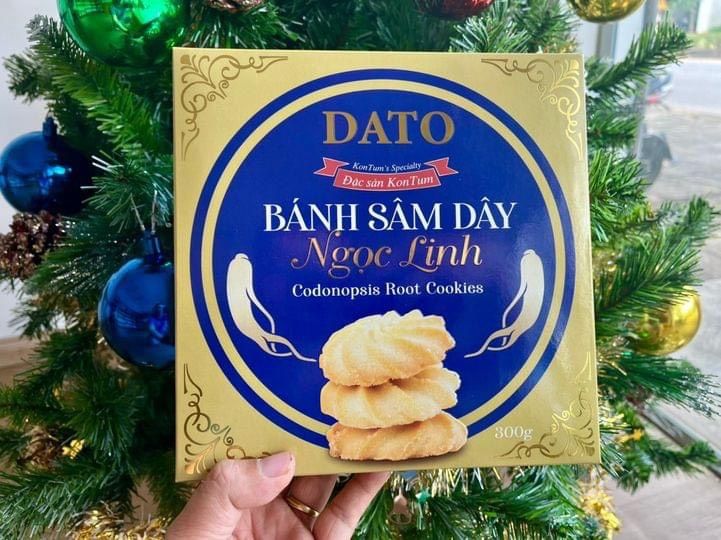 DATO
KonTum's Specialty
Đặc sản KonTum
BÁNH SÂM DÂY
Ngọc Linh
Codonopsis Root Cookies
300g